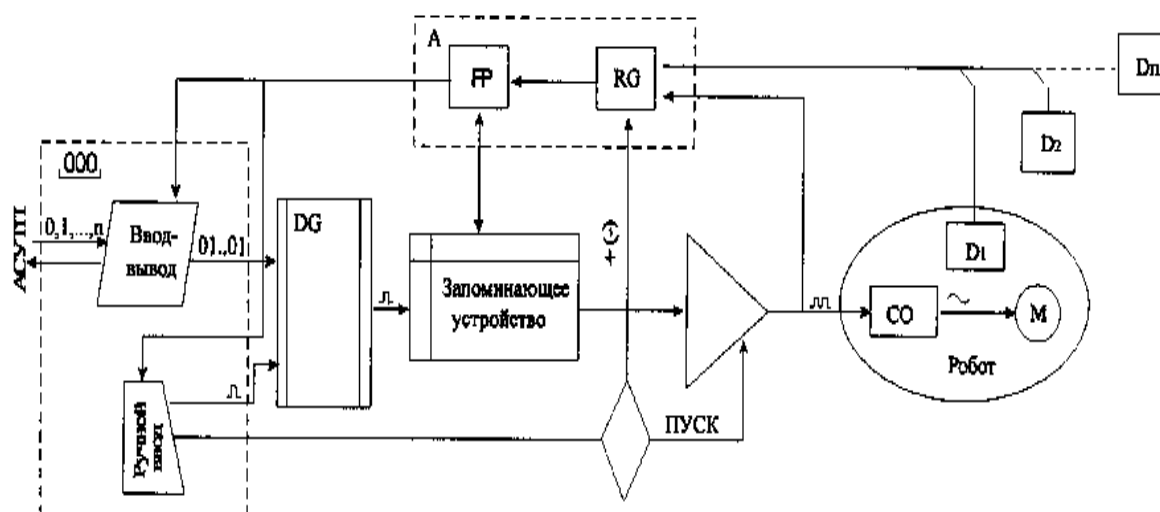 A
FP
RG
Dn
D2
000
DG
D1
0,1,...,n
Ввод-
вывод
01..01
АСУТП
Запоминающее
устройство
CO
M
Робот
ПУСК
Ручной
ввод